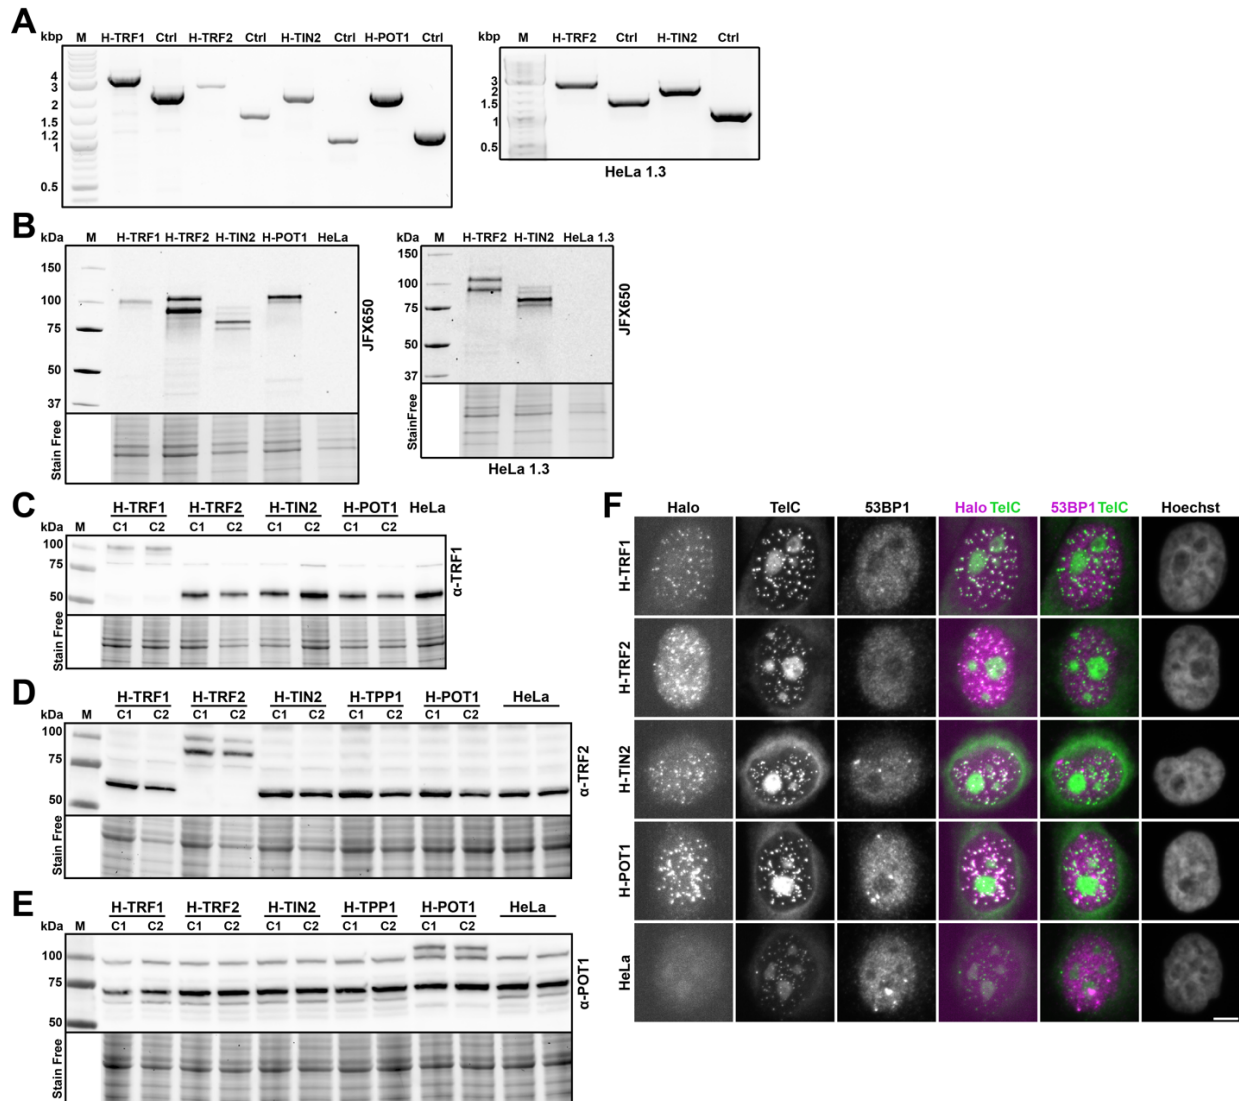 A
kbp M H-TRF1 Ctrl H-TRF2 Ctrl H-TIN2 Ctrl H-POT1 Ctrl
4
3
2
1.5
1.2
1
0.5
kbp M H-TRF2 Ctrl H-TIN2 Ctrl
3
2
1.5
1
0.5
HeLa 1.3
B
kDa M H-TRF1 H-TRF2 H-TIN2 H-POT1 HeLa
150
100
75
50
37
JFX650
Stain Free
kDa M H-TRF2 H-TIN2 HeLa 1.3
150
100
75
50
37
JFX650
StainFree
HeLa 1.3
C
H-TRF1 H-TRF2 H-TIN2 H-POT1 HeLa
kDa M C1 C2 C1 C2 C1 C2 C1 C2
100
75
50
α-TRF1
Stain Free
D
H-TRF1 H-TRF2 H-TIN2 H-TPP1 H-POT1 HeLa
kDa M C1 C2 C1 C2 C1 C2 C1 C2 C1 C2
100
75
50
α-TRF2
Stain Free
E
H-TRF1 H-TRF2 H-TIN2 H-TPP1 H-POT1 HeLa
kDa M C1 C2 C1 C2 C1 C2 C1 C2 C1 C2
100
75
50
α-POT1
Stain Free
F
Halo TelC 53BP1 Halo TelC 53BP1 TelC Hoechst
H-TRF1
H-TRF2
H-TIN2
H-POT1
HeLa